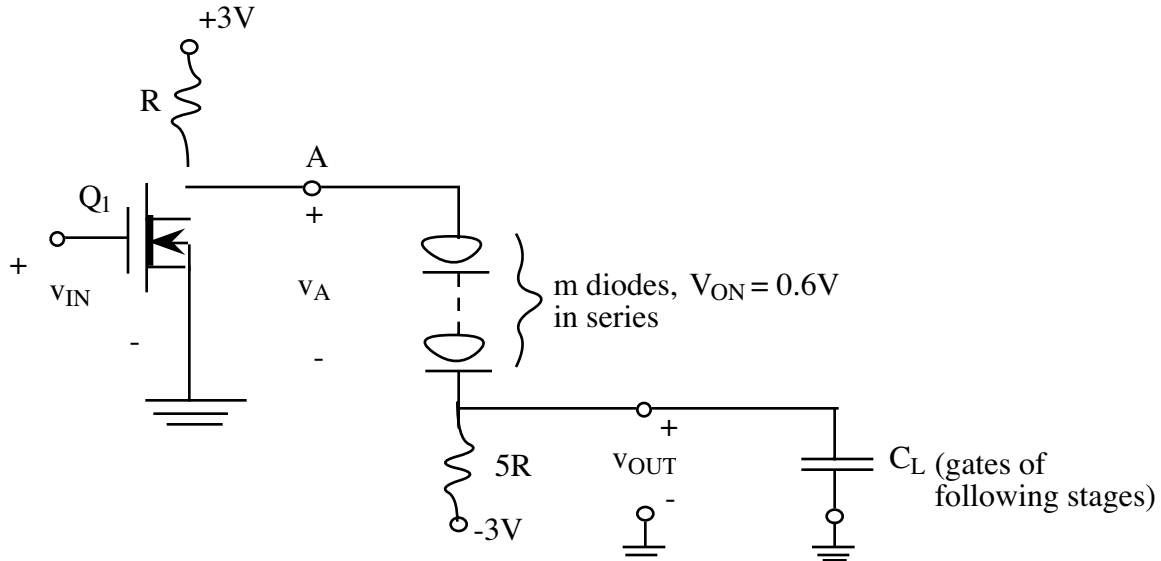 +3V
R
A
Q1
+
+
vIN
vA
m diodes, VON = 0.6V
in series
-
-
+
5R
vOUT
CL (gates of
following stages)
-
-3V